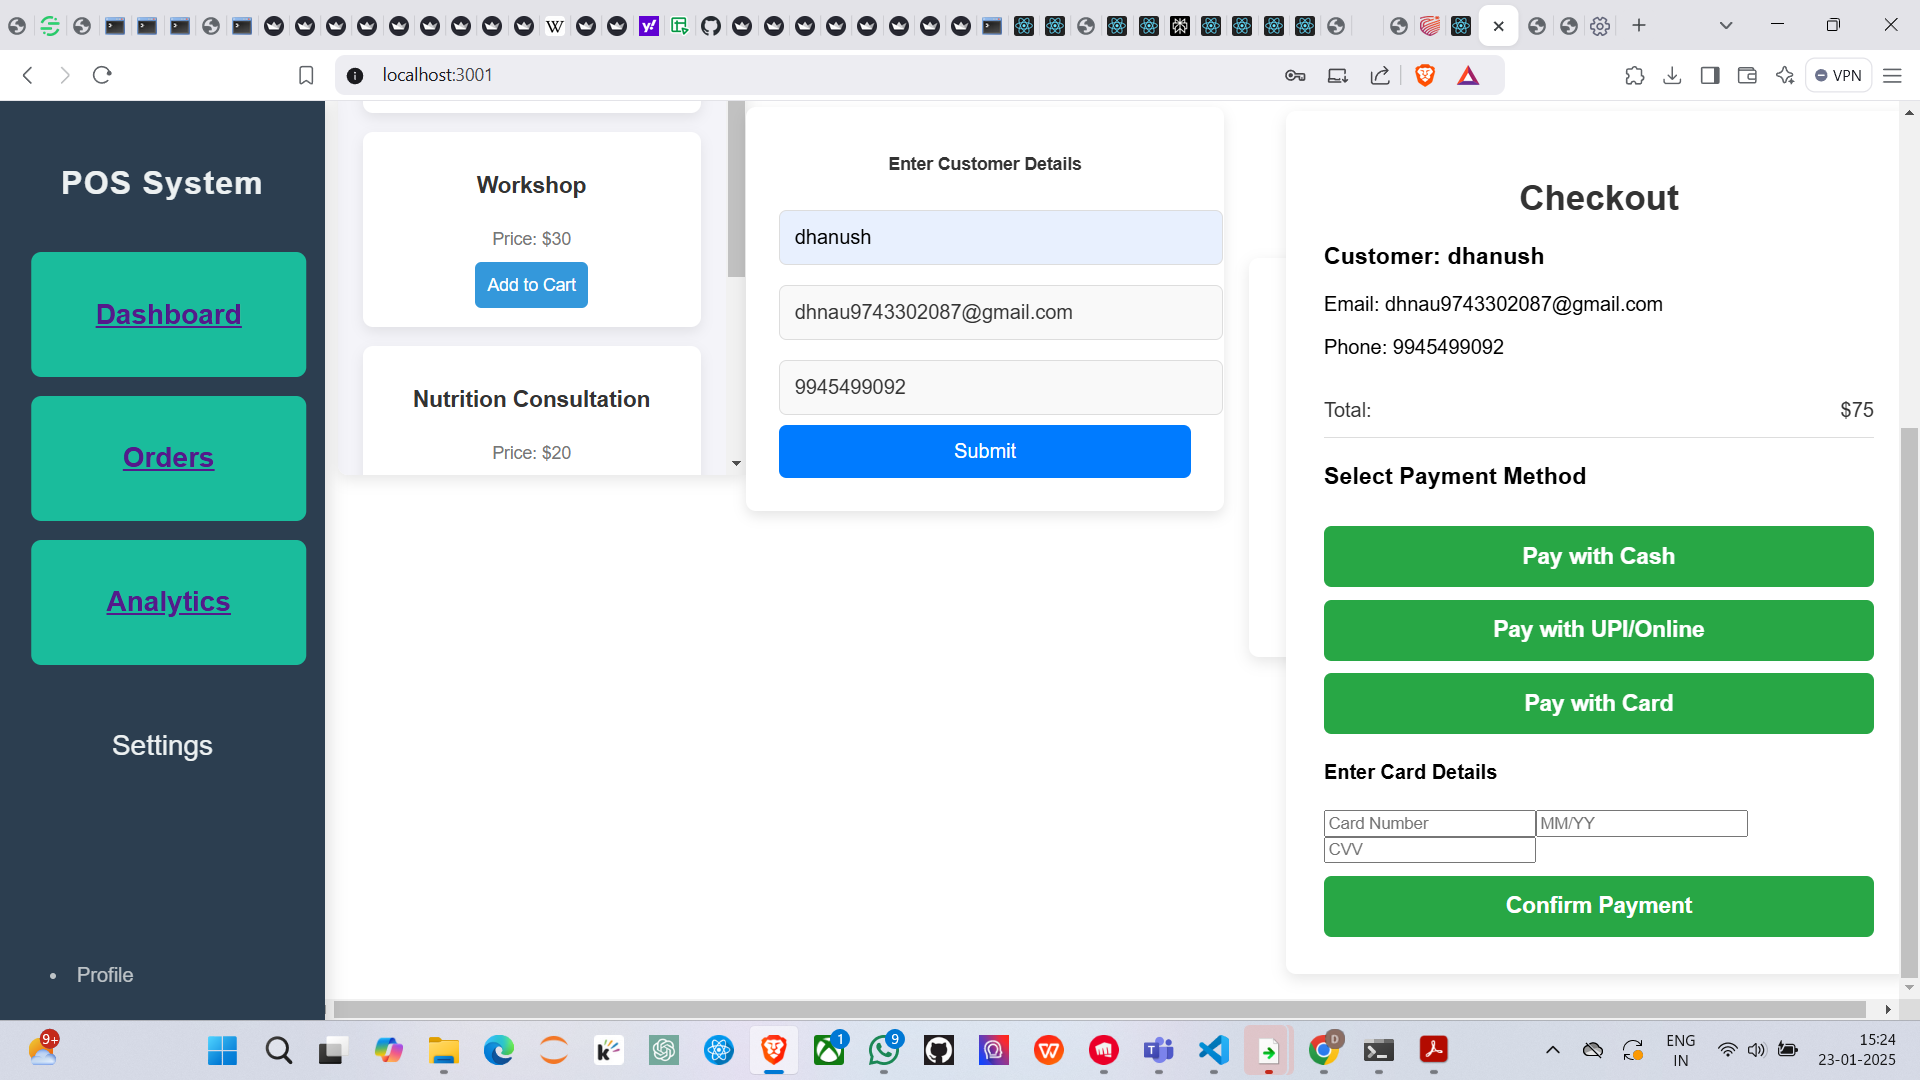 localhost:3001
VPN
POS System
Dashboard
Orders
Analytics
Settings
Profile
Workshop
Price: $30
Add to Cart
Nutrition Consultation
Price: $20
Enter Customer Details
dhanush
dhnau9743302087@gmail.com
9945499092
Submit
Checkout
Customer: dhanush
Email: dhnau9743302087@gmail.com
Phone: 9945499092
Total: $75
Select Payment Method
Pay with Cash
Pay with UPI/Online
Pay with Card
Enter Card Details
Card Number MM/YY
CVV
Confirm Payment
9+
1
9
D
ENG
IN
15:24
23-01-2025